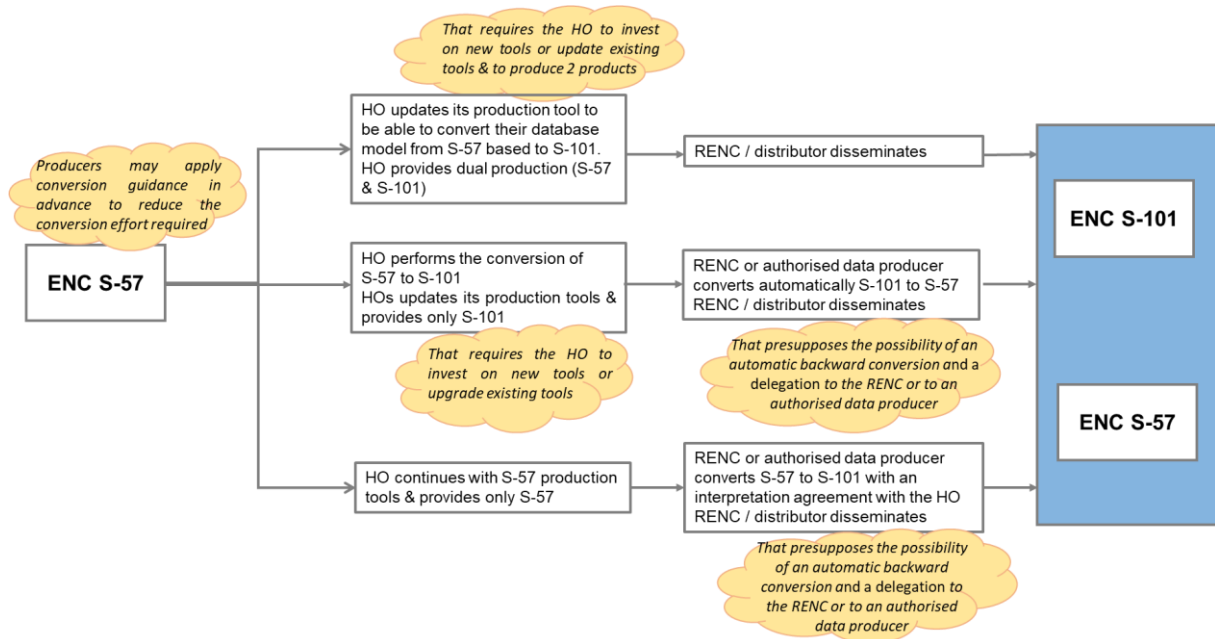 That requires the HO to invest
on new tools or update existing
tools & to produce 2 products
HO updates its production tool to
be able to convert their database
model from S-57 based to S-101.
HO provides dual production (S-57
& S-101)
RENC / distributor disseminates
Producers may apply
conversion guidance in
advance to reduce the
conversion effort required
ENC S-57
HO performs the conversion of
S-57 to S-101
HOs updates its production tools &
provides only S-101
RENC or authorised data producer
converts automatically S-101 to S-57
RENC / distributor disseminates
That requires the HO to
invest on new tools or
upgrade existing tools
That presupposes the possibility of an
automatic backward conversion and a
delegation to the RENC or to an
authorised data producer
HO continues with S-57 production
tools & provides only S-57
RENC or authorised data producer
converts S-57 to S-101 with an
interpretation agreement with the HO
RENC / distributor disseminates
That presupposes the possibility
of an automatic backward
conversion and a delegation to
the RENC or to an authorised
data producer
ENC S-101
ENC S-57